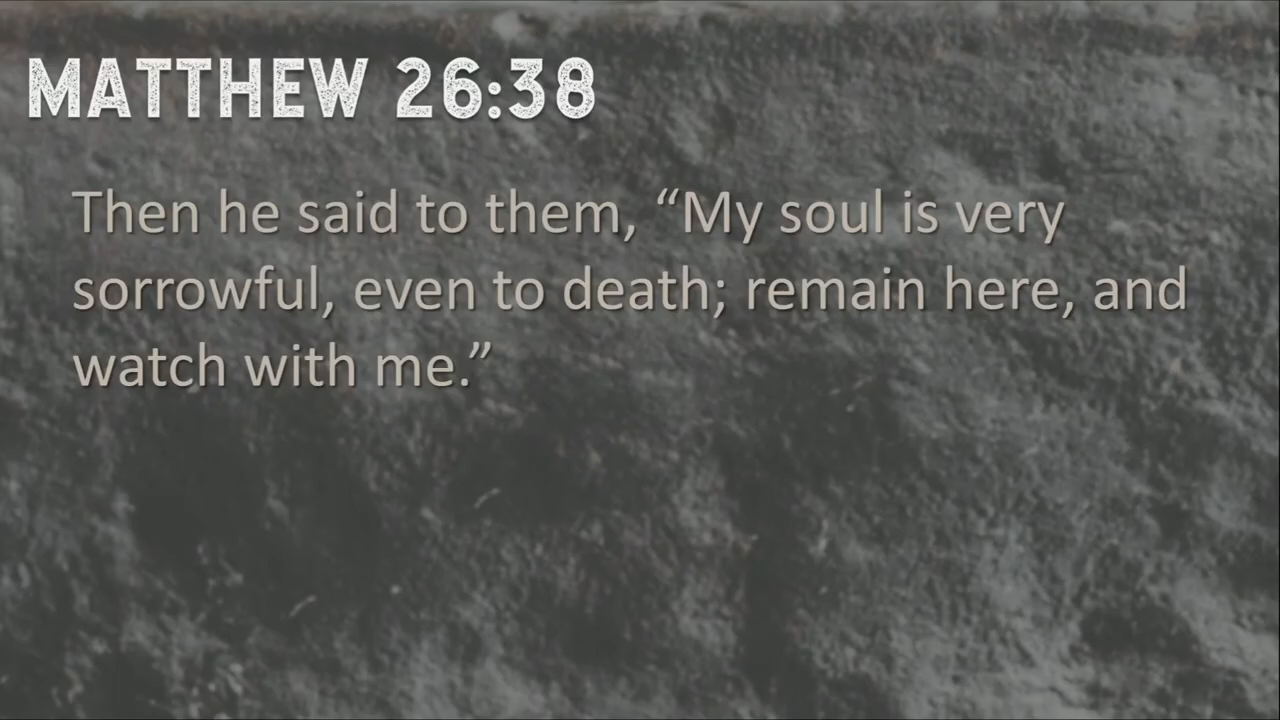 MATTHEW 26:38
Then he said to them, “My soul is very
sorrowful, even to death; remain here, and
watch with me.”